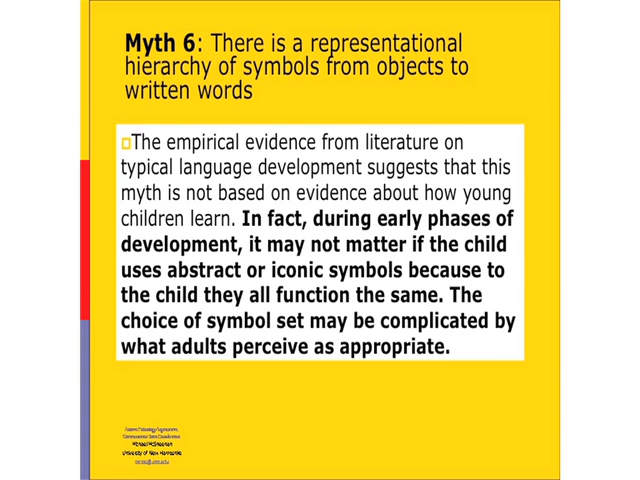 Myth 6: There is a representational
hierarchy of symbols from objects to
written words
The empirical evidence from literature on
typical language development suggests that this
myth is not based on evidence about how young
children learn. In fact, during early phases of
development, it may not matter if the child
uses abstract or iconic symbols because to
the child they all function the same. The
choice of symbol set may be complicated by
what adults perceive as appropriate.
Michael McSheehan
University of New Hampshire